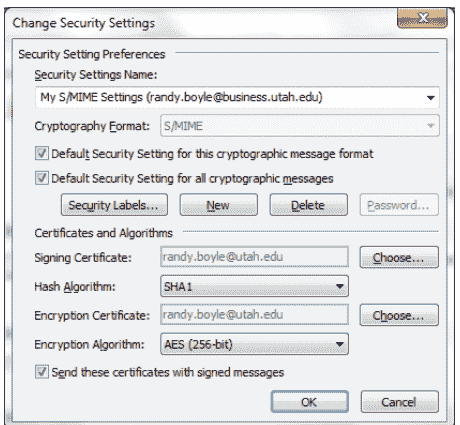 Change Security Settings
Security Setting Preferences
Security Settings Name:
My S/MIME Settings (randy.boyle@business.utah.edu)
Cryptography Format: S/MIME
Default Security Setting for this cryptographic message format
Default Security Setting for all cryptographic messages
Security Labels... New Delete Password...
Certificates and Algorithms
Signing Certificate: randy.boyle@utah.edu Choose...
Hash Algorithm: SHA1
Encryption Certificate: randy.boyle@utah.edu Choose...
Encryption Algorithm: AES (256-bit)
Send these certificates with signed messages
OK Cancel